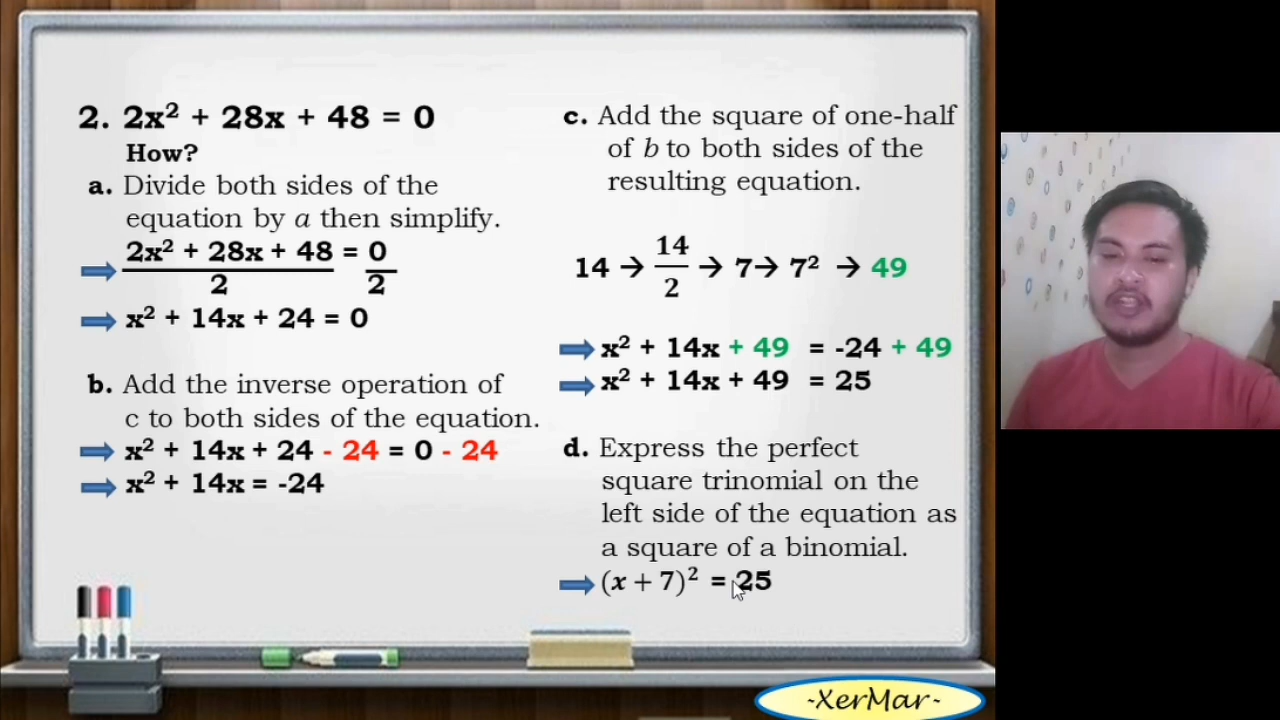 2. 2x² + 28x + 48 = 0
How?
a. Divide both sides of the
equation by a then simplify.
2x² + 28x + 48 = 0
2 2
x² + 14x + 24 = 0
b. Add the inverse operation of
c to both sides of the equation.
x² + 14x + 24 - 24 = 0 - 24
x² + 14x = -24
c. Add the square of one-half
of b to both sides of the
resulting equation.
14 → 14/2 → 7→ 7² → 49
x² + 14x + 49 = -24 + 49
x² + 14x + 49 = 25
d. Express the perfect
square trinomial on the
left side of the equation as
a square of a binomial.
(x + 7)² = 25
-XerMar-